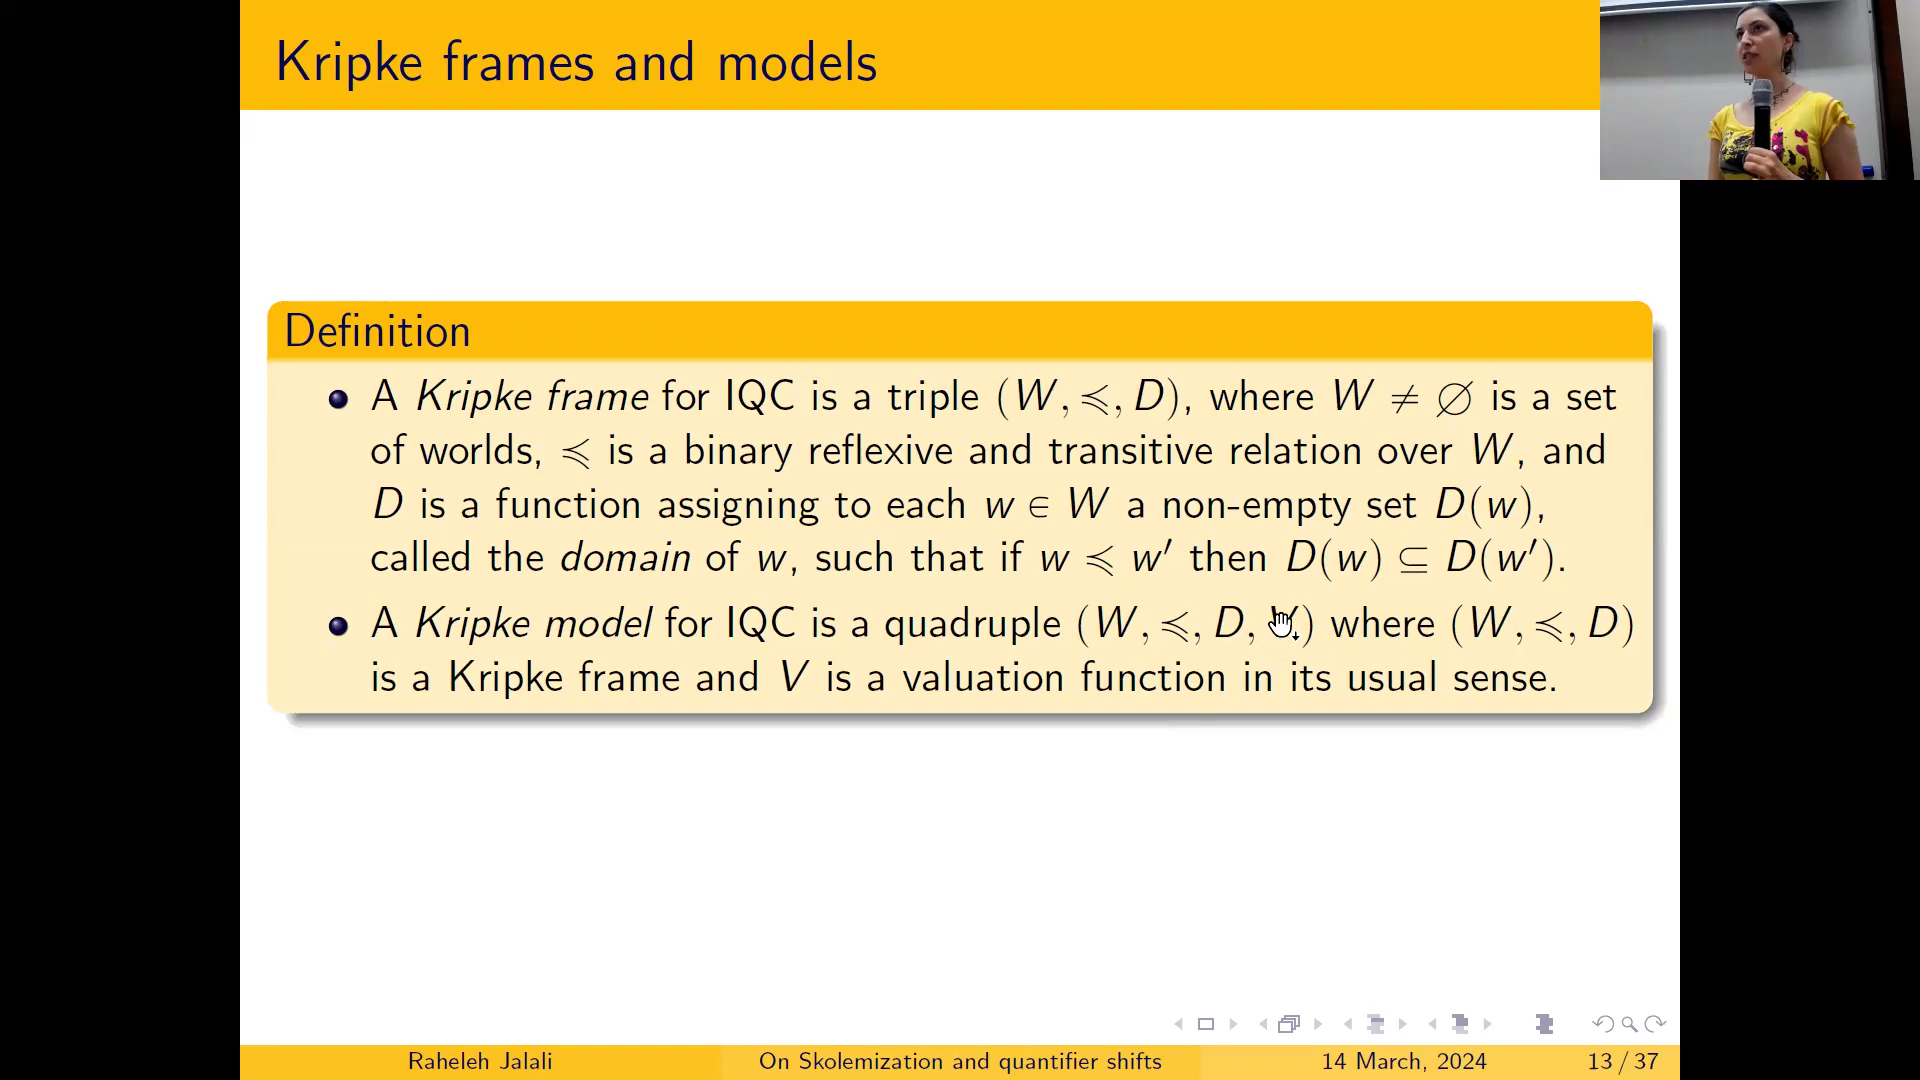 Kripke frames and models
Definition
A Kripke frame for IQC is a triple (W, ≼, D), where W ≠ ∅ is a set
of worlds, ≼ is a binary reflexive and transitive relation over W, and
D is a function assigning to each w ∈ W a non-empty set D(w),
called the domain of w, such that if w ≼ w′ then D(w) ⊆ D(w′).
A Kripke model for IQC is a quadruple (W, ≼, D, V) where (W, ≼, D)
is a Kripke frame and V is a valuation function in its usual sense.
Raheleh Jalali On Skolemization and quantifier shifts 14 March, 2024 13 / 37